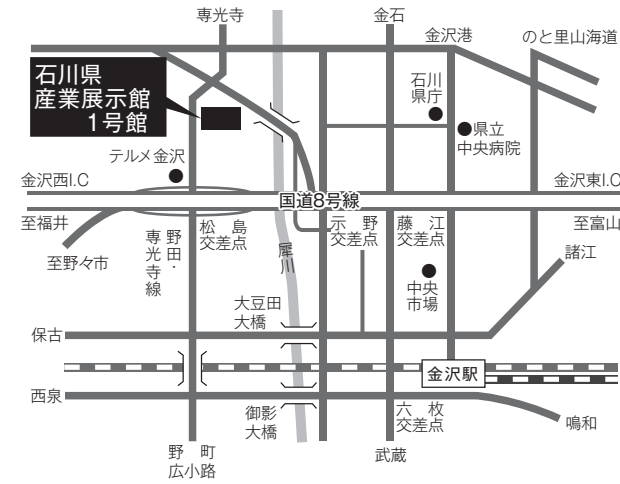 専光寺
金石
金沢港
のと里山海道
石川県
産業展示館
1号館
石川
県庁
県立
中央病院
テルメ金沢
金沢西I.C
金沢東I.C
国道8号線
至福井
松島
交差点
示野
交差点
藤江
交差点
至富山
野田・
専光寺線
犀川
至野々市
諸江
中央
市場
大豆田
大橋
保古
金沢駅
西泉
御影
大橋
六枚
交差点
鳴和
野町
広小路
武蔵